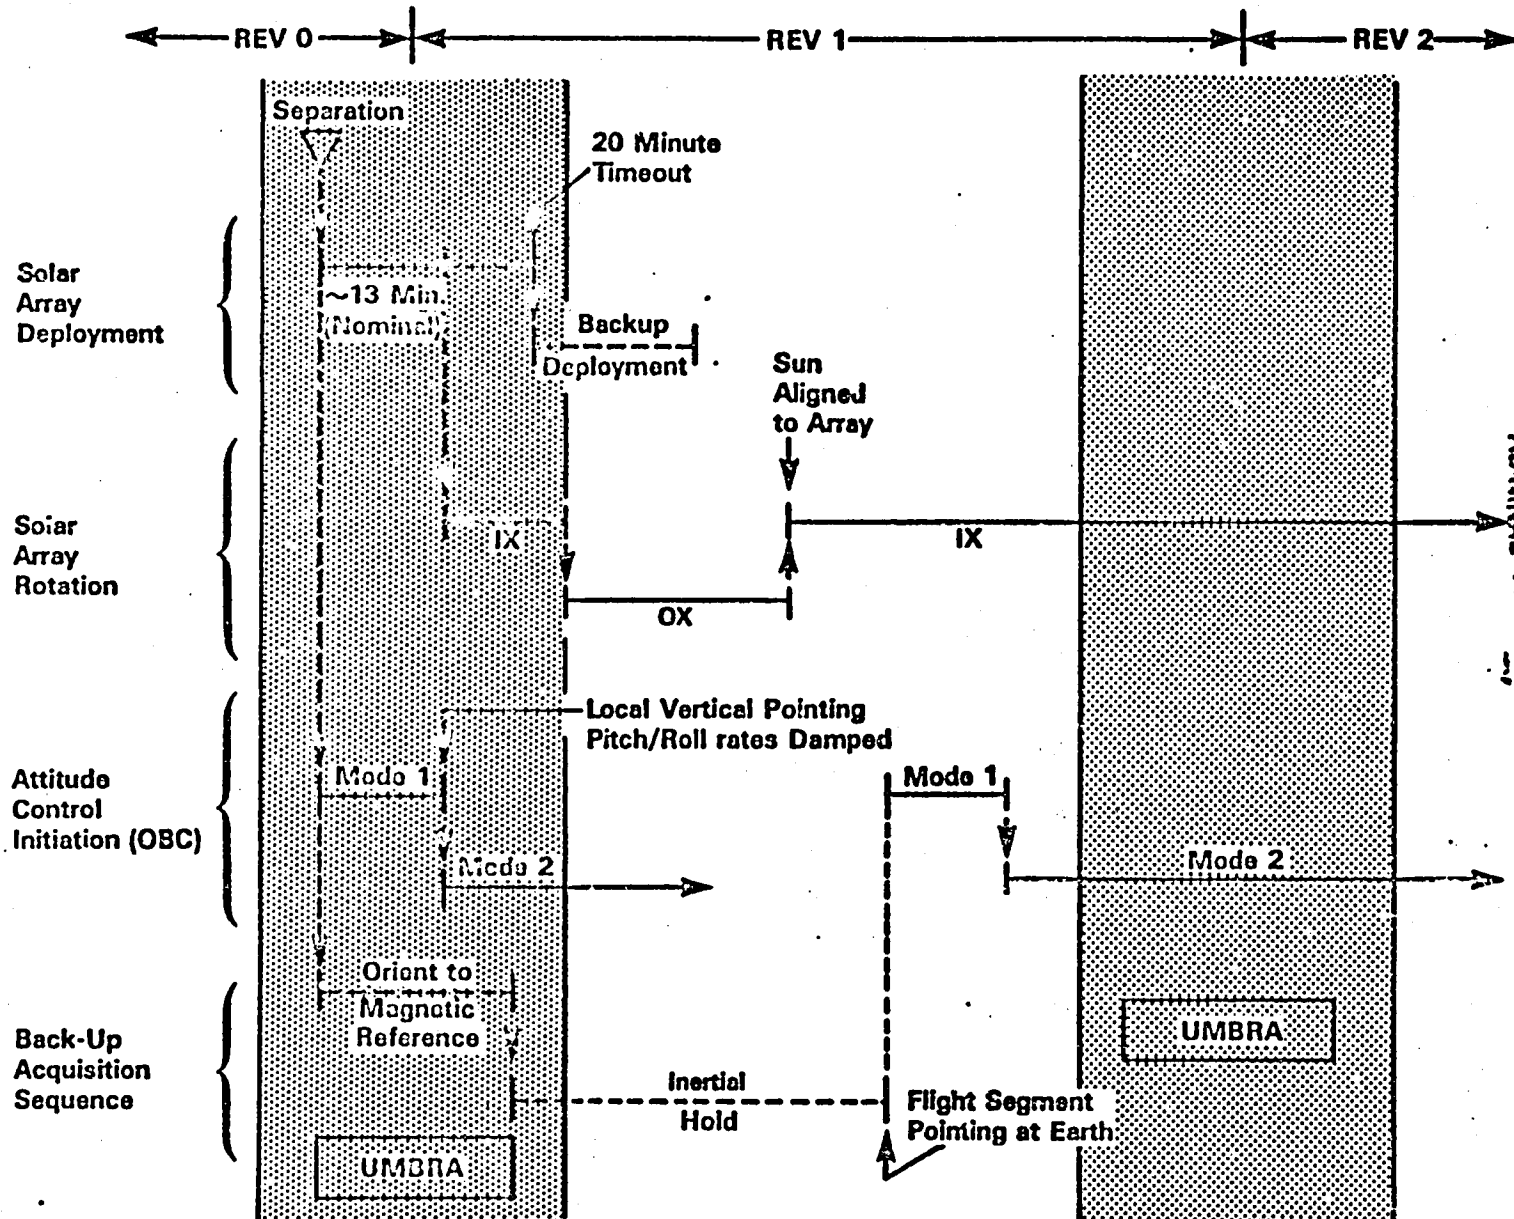 REV 0
REV 1
REV 2
Separation
20 Minute
Timeout
Solar
Array
Deployment
~13 Min.
(Nominal)
Backup
Deployment
Sun
Aligned
to Array
Solar
Array
Rotation
IX
IX
OX
Local Vertical Pointing
Pitch/Roll rates Damped
Attitude
Control
Initiation (OBC)
Mode 1
Mode 1
Mode 2
Mode 2
Orient to
Magnetic
Reference
UMBRA
Back-Up
Acquisition
Sequence
Inertial
Hold
Flight Segment
Pointing at Earth
UMBRA